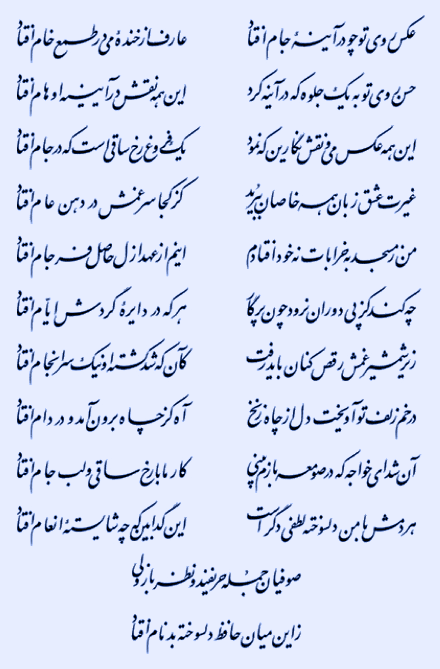 عکس روی تو چو در آینهٔ جام افتاد عارف از خندهٔ می در طمع خام افتاد
حسن روی تو به یک جلوه که در آینه کرد این همه نقش در آیینهٔ اوهام افتاد
این همه عکس می و نقش نگارین که نمود یک فروغ رخ ساقی است که در جام افتاد
غیرت عشق زبان همه خاصان ببرید کز کجا سر غمش در دهن عام افتاد
من ز مسجد به خرابات نه خود افتادم اینم از عهد ازل حاصل فرجام افتاد
چه کند کز پی دوران نرود چون پرگار هر که در دایرهٔ گردش ایام افتاد
زیر شمشیر غمش رقص کنان باید رفت کآن که شد کشتهٔ او نیک سرانجام افتاد
در خم زلف تو آویخت دل از چاه زنخ آه کز چاه برون آمد و در دام افتاد
آن شد ای خواجه که در صومعه بازم بینی کار ما با رخ ساقی و لب جام افتاد
هر دمش با من دلسوخته لطفی دگر است این گدا بین که چه شایستهٔ انعام افتاد
صوفیان جمله حریفند و نظرباز ولی
زاین میان حافظ دلسوخته بدنام افتاد